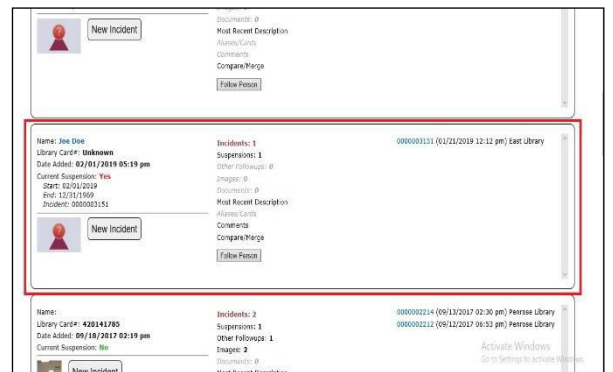 New Incident
Documents: 0
Most Recent Description
Aliases/Cards
Comments
Compare/Merge
Follow Person
Name: Joe Doe
Library Card#: Unknown
Date Added: 02/01/2019 05:19 pm
Current Suspension: Yes
Start: 02/01/2019
End: 12/31/1969
Incident: 0000003151
New Incident
Incidents: 1
Suspensions: 1
Other Followups: 0
Images: 0
Documents: 0
Most Recent Description
Aliases/Cards
Comments
Compare/Merge
Follow Person
0000003151 (01/21/2019 12:12 pm) East Library
Name:
Library Card#: 420141785
Date Added: 09/18/2017 02:19 pm
Current Suspension: No
New Incident
Incidents: 2
Suspensions: 1
Other Followups: 1
Images: 2
Documents: 0
Most Recent Description
0000002214 (09/13/2017 02:30 pm) Penrose Library
0000002212 (09/12/2017 06:53 pm) Penrose Library
Activate Windows
Go to Settings to activate Windows.